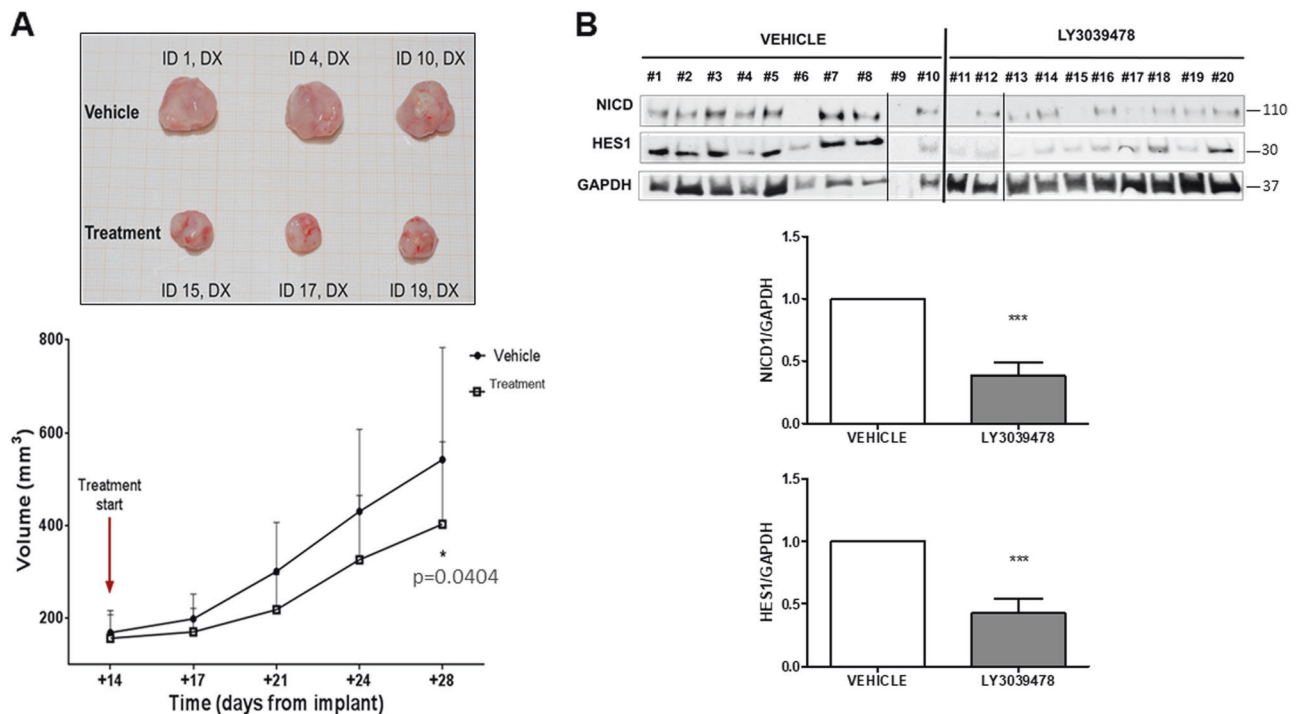 A
ID 1, DX ID 4, DX ID 10, DX
Vehicle
Treatment
ID 15, DX ID 17, DX ID 19, DX
800
600
400
200
Volume (mm³)
Vehicle
Treatment
Treatment
start
*
p=0.0404
+14 +17 +21 +24 +28
Time (days from implant)
B
VEHICLE LY3039478
#1 #2 #3 #4 #5 #6 #7 #8 #9 #10 #11 #12 #13 #14 #15 #16 #17 #18 #19 #20
NICD 110
HES1 30
GAPDH 37
NICD1/GAPDH
1.5
1.0
0.5
0.0
***
VEHICLE LY3039478
HES1/GAPDH
1.5
1.0
0.5
0.0
***
VEHICLE LY3039478